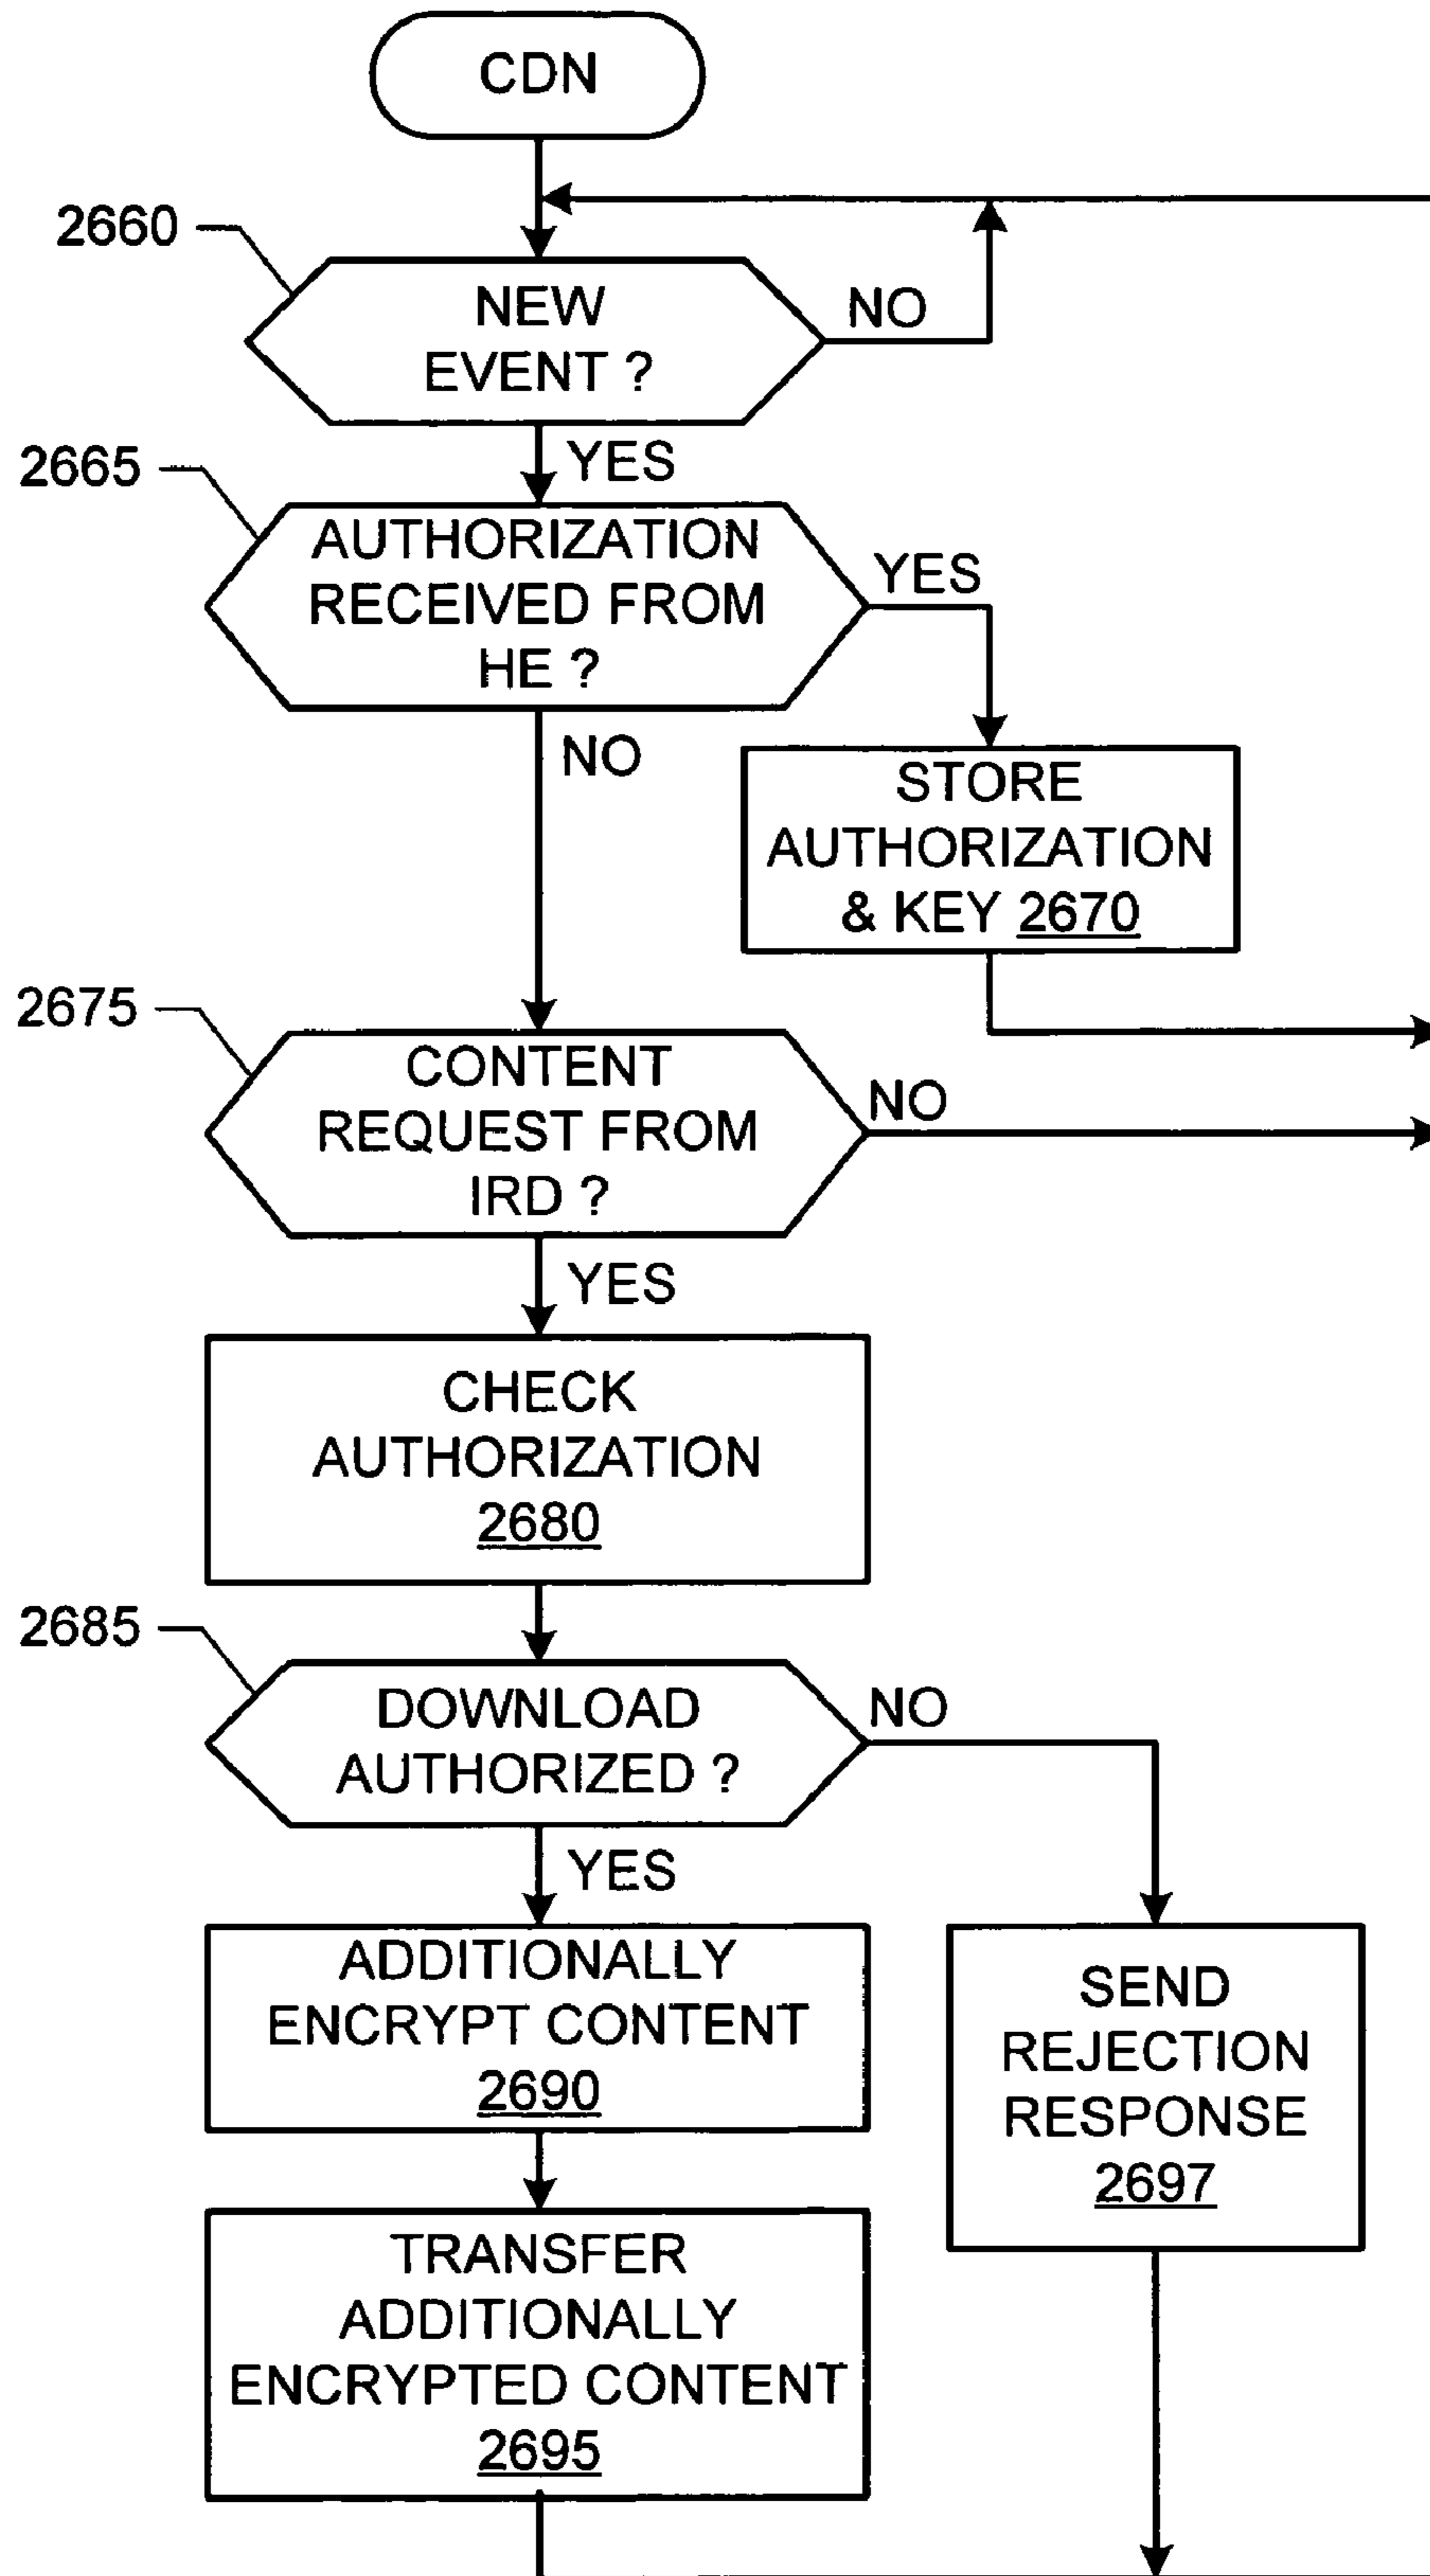 CDN
2660
NEW
EVENT ?
NO
YES
2665
AUTHORIZATION
RECEIVED FROM
HE ?
YES
NO
STORE
AUTHORIZATION
& KEY 2670
2675
CONTENT
REQUEST FROM
IRD ?
NO
YES
CHECK
AUTHORIZATION
2680
2685
DOWNLOAD
AUTHORIZED ?
NO
YES
ADDITIONALLY
ENCRYPT CONTENT
2690
SEND
REJECTION
RESPONSE
2697
TRANSFER
ADDITIONALLY
ENCRYPTED CONTENT
2695